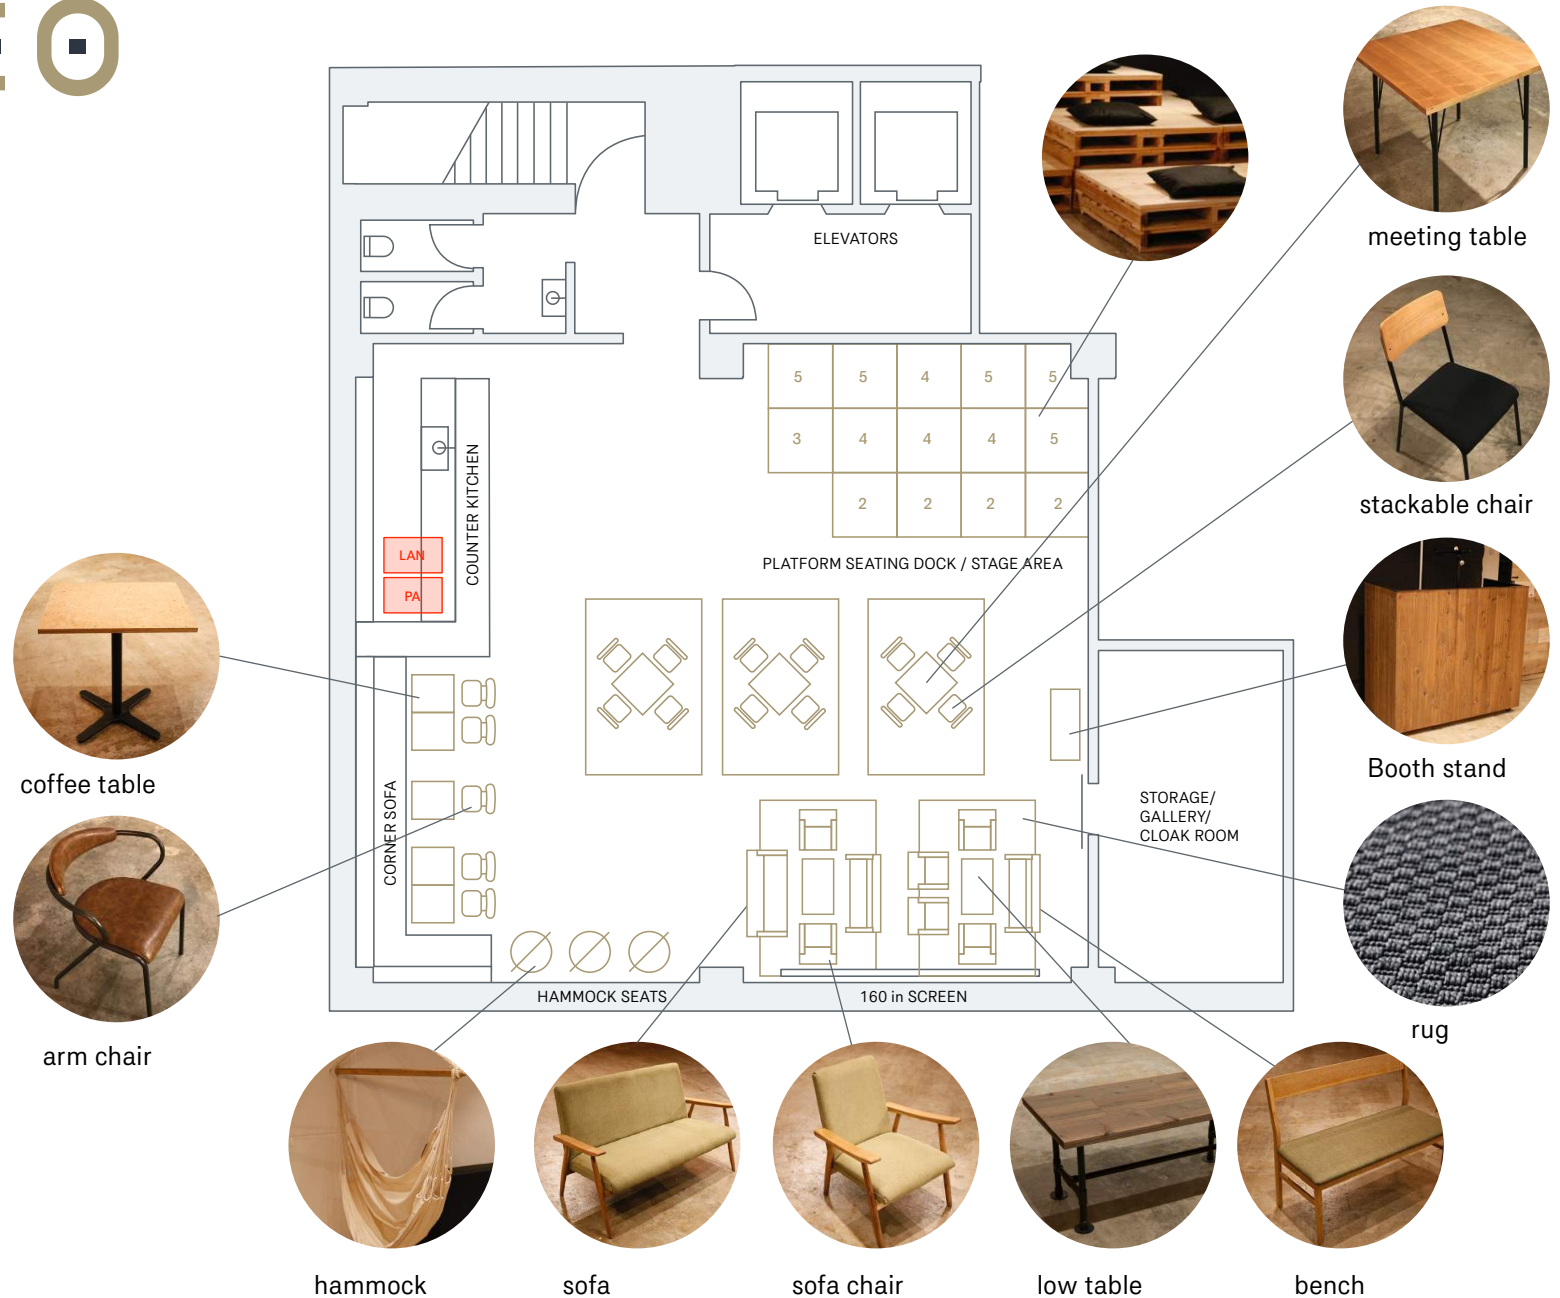 ELEVATORS
meeting table
5 5 4 5 5
3 4 4 4 5
2 2 2 2
stackable chair
COUNTER KITCHEN
LAN
PA
PLATFORM SEATING DOCK / STAGE AREA
coffee table
Booth stand
CORNER SOFA
STORAGE/
GALLERY/
CLOAK ROOM
HAMMOCK SEATS
160 in SCREEN
rug
arm chair
hammock
sofa
sofa chair
low table
bench